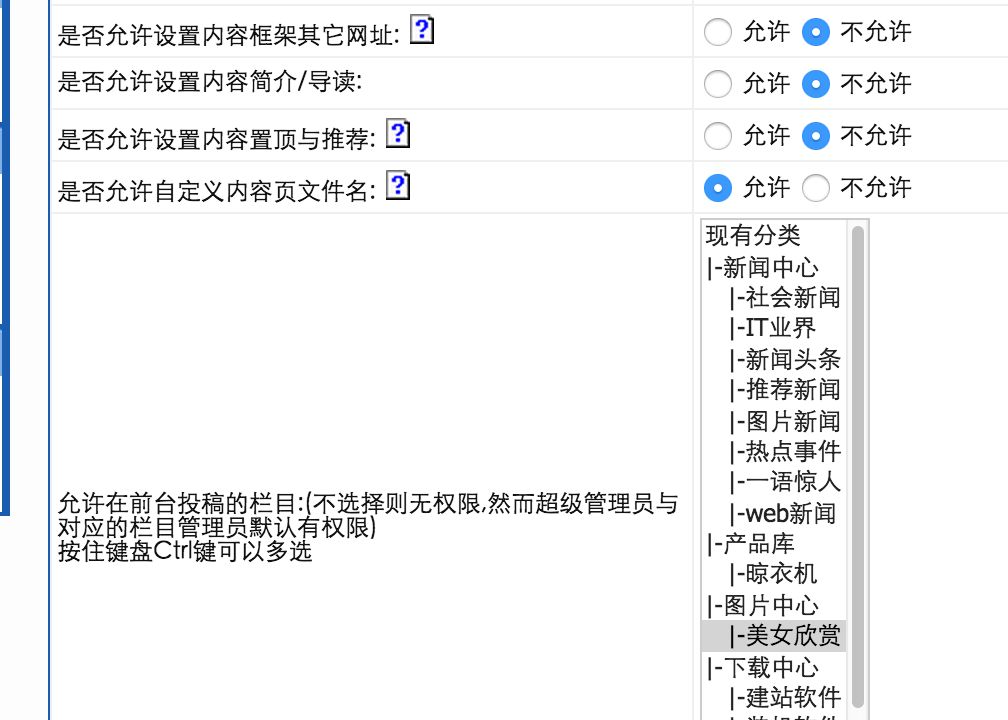 是否允许设置内容框架其它网址: ?
允许 不允许
是否允许设置内容简介/导读:
允许 不允许
是否允许设置内容置顶与推荐: ?
允许 不允许
是否允许自定义内容页文件名: ?
允许 不允许
允许在前台投稿的栏目:(不选择则无权限,然而超级管理员与
对应的栏目管理员默认有权限)
按住键盘Ctrl键可以多选
现有分类
|-新闻中心
|-社会新闻
|-IT业界
|-新闻头条
|-推荐新闻
|-图片新闻
|-热点事件
|-一语惊人
|-web新闻
|-产品库
|-晾衣机
|-图片中心
|-美女欣赏
|-下载中心
|-建站软件